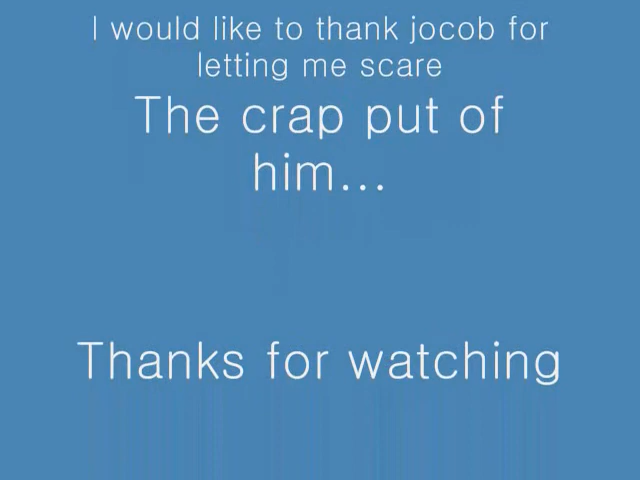 I would like to thank jocob for
letting me scare
The crap put of
him...
Thanks for watching